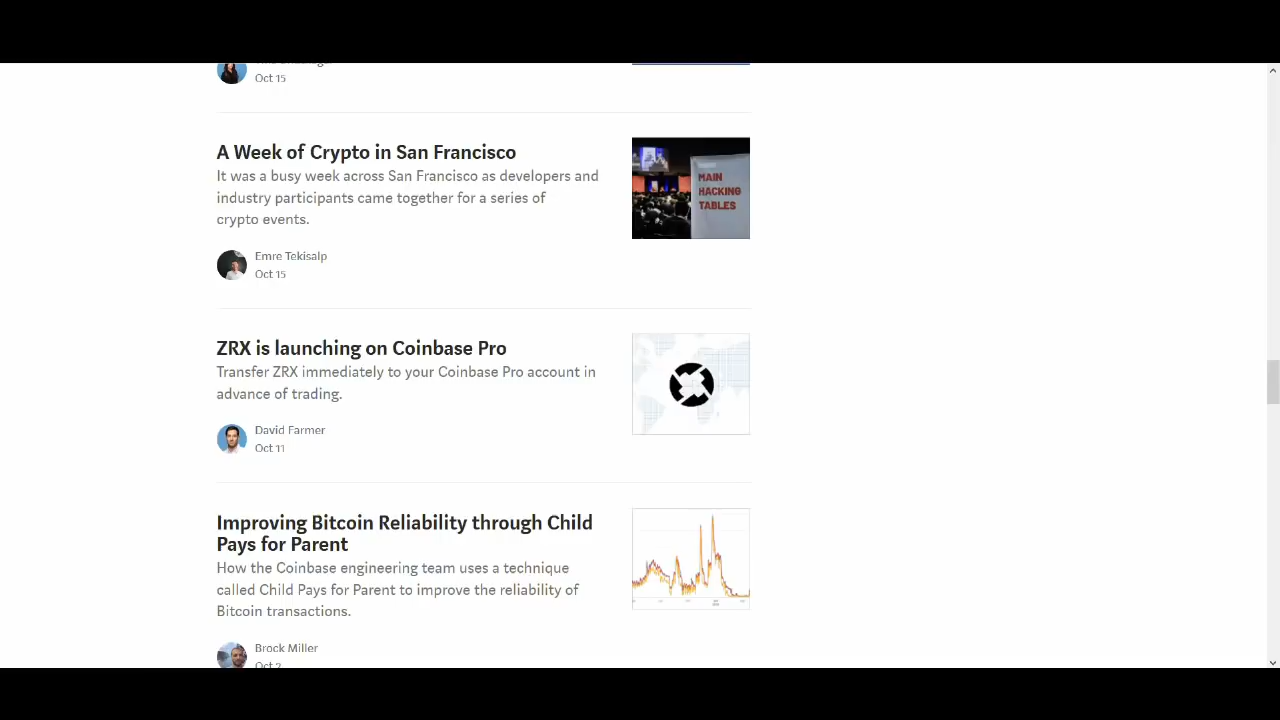 Oct 15
A Week of Crypto in San Francisco
It was a busy week across San Francisco as developers and
industry participants came together for a series of
crypto events.
MAIN
HACKING
TABLES
Emre Tekisalp
Oct 15
ZRX is launching on Coinbase Pro
Transfer ZRX immediately to your Coinbase Pro account in
advance of trading.
David Farmer
Oct 11
Improving Bitcoin Reliability through Child
Pays for Parent
How the Coinbase engineering team uses a technique
called Child Pays for Parent to improve the reliability of
Bitcoin transactions.
Brock Miller
Oct 2